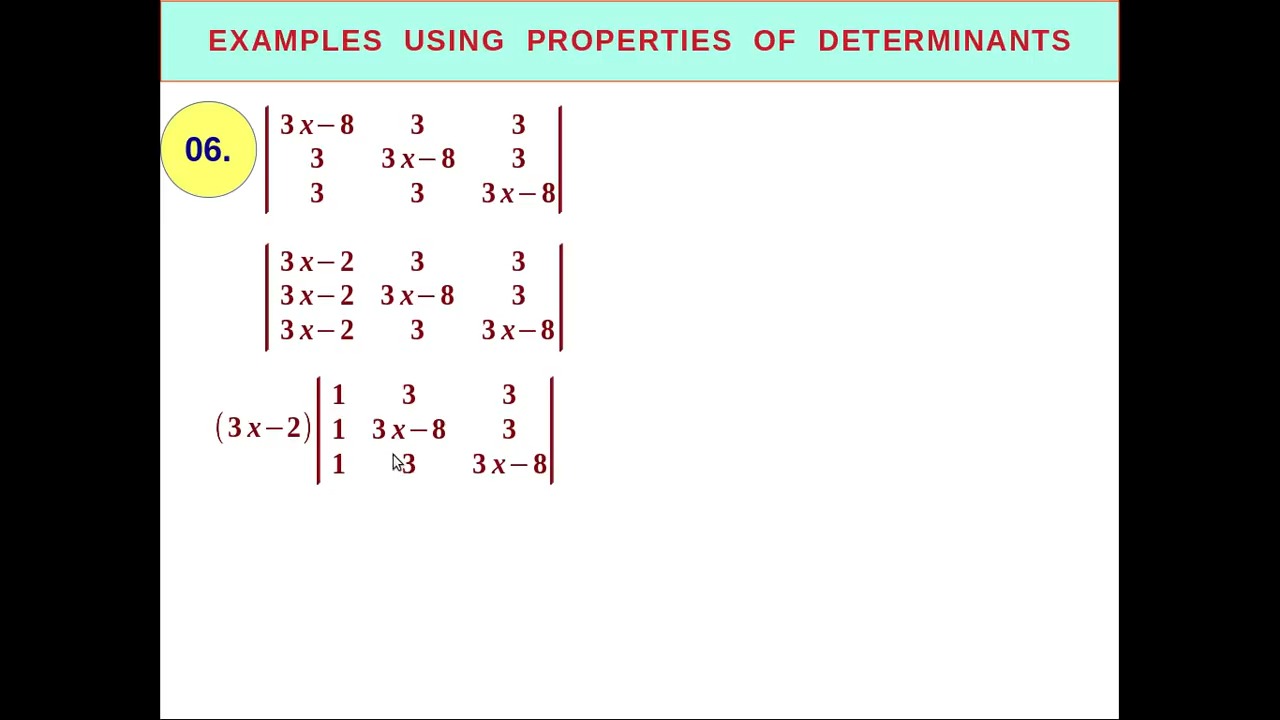 EXAMPLES USING PROPERTIES OF DETERMINANTS
06.
| 3x−8 3 3 |
| 3 3x−8 3 |
| 3 3 3x−8 |
| 3x−2 3 3 |
| 3x−2 3x−8 3 |
| 3x−2 3 3x−8 |
| 1 3 3 |
(3x−2) | 1 3x−8 3 |
| 1 3 3x−8 |